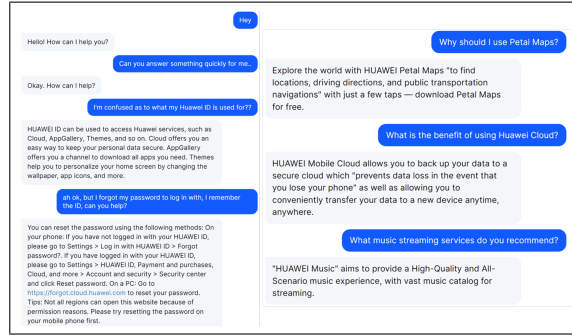 Hey
Hello! How can I help you?
Can you answer something quickly for me..
Okay. How can I help?
I'm confused as to what my Huawei ID is used for??
HUAWEI ID can be used to access Huawei services, such as
Cloud, AppGallery, Themes, and so on. Cloud offers you an
easy way to keep your personal data secure. AppGallery
offers you a channel to download all apps you need. Themes
help you to personalize your home screen by changing the
wallpaper, app icons, and more.
ah ok, but I forgot my password to log in with, I remember
the ID, can you help?
You can reset the password using the following methods: On
your phone: If you have not logged in with your HUAWEI ID,
please go to Settings > Log in with HUAWEI ID > Forgot
password?. If you have logged in with your HUAWEI ID,
please go to Settings > HUAWEI ID, Payment and purchases,
Cloud, and more > Account and security > Security center
and click Reset password. On a PC: Go to
https://forgot.cloud.huawei.com to reset your password.
Tips: Not all regions can open this website because of
permission reasons. Please try resetting the password on
your mobile phone first.
Why should I use Petal Maps?
Explore the world with HUAWEI Petal Maps "to find
locations, driving directions, and public transportation
navigations" with just a few taps — download Petal Maps
for free.
What is the benefit of using Huawei Cloud?
HUAWEI Mobile Cloud allows you to back up your data to a
secure cloud which "prevents data loss in the event that
you lose your phone" as well as allowing you to
conveniently transfer your data to a new device anytime,
anywhere.
What music streaming services do you recommend?
"HUAWEI Music" aims to provide a High-Quality and All-
Scenario music experience, with vast music catalog for
streaming.